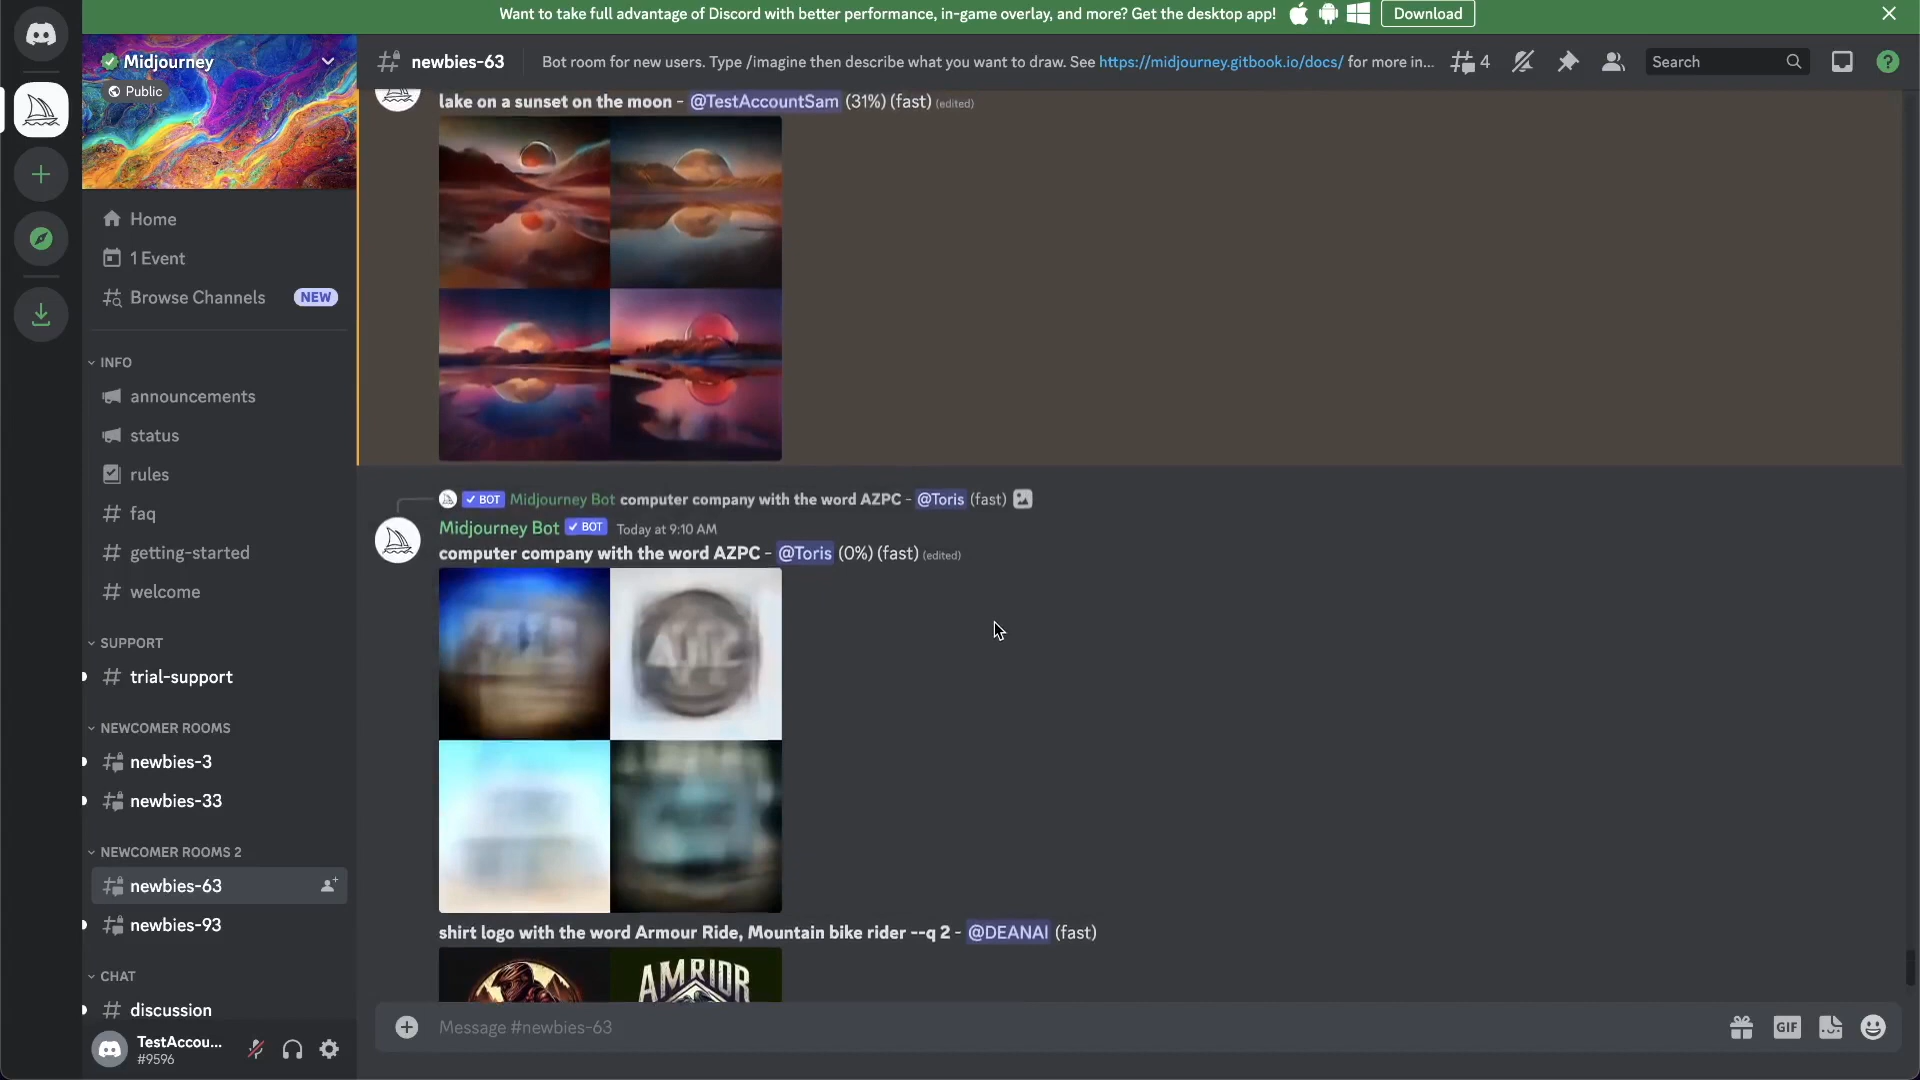 Want to take full advantage of Discord with better performance, in-game overlay, and more? Get the desktop app! Download
Midjourney
Public
newbies-63 Bot room for new users. Type /imagine then describe what you want to draw. See https://midjourney.gitbook.io/docs/ for more in... 4 Search
Home
1 Event
Browse Channels NEW
INFO
announcements
status
rules
faq
getting-started
welcome
SUPPORT
trial-support
NEWCOMER ROOMS
newbies-3
newbies-33
NEWCOMER ROOMS 2
newbies-63
newbies-93
CHAT
discussion
TestAccou...
#9596
lake on a sunset on the moon - @TestAccountSam (31%) (fast) (edited)
BOT Midjourney Bot computer company with the word AZPC - @Toris (fast)
Midjourney Bot BOT Today at 9:10 AM
computer company with the word AZPC - @Toris (0%) (fast) (edited)
shirt logo with the word Armour Ride, Mountain bike rider --q 2 - @DEANAI (fast)
AMRIOR
Message #newbies-63
GIF